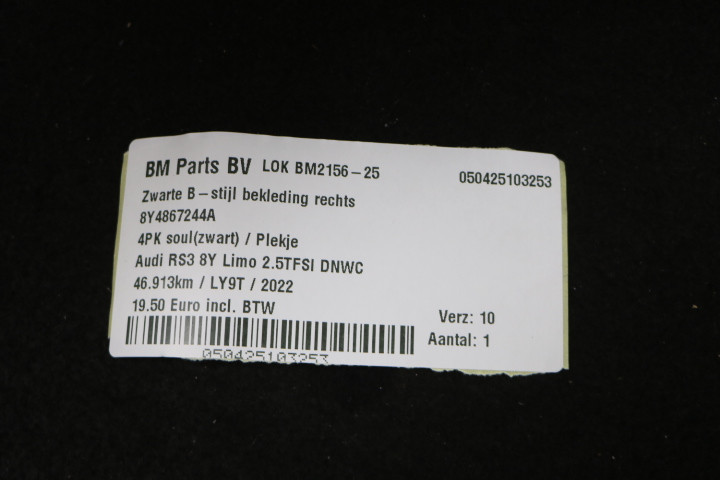 BM Parts BV LOK BM2156-25 050425103253
Zwarte B-stijl bekleding rechts
8Y4867244A
4PK soul(zwart) / Plekje
Audi RS3 8Y Limo 2.5TFSI DNWC
46.913km / LY9T / 2022
19.50 Euro incl. BTW
Verz: 10
Aantal: 1
050425103253